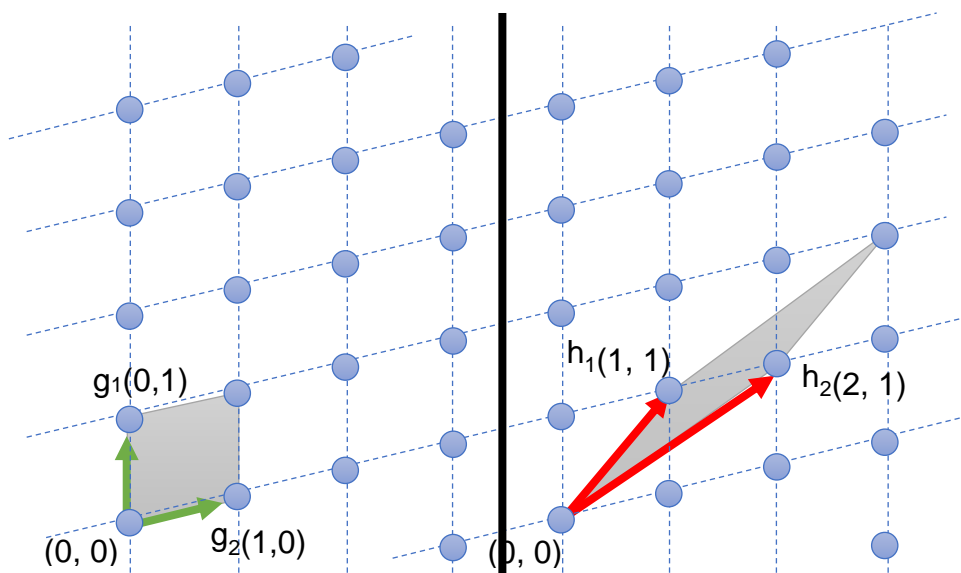 g₁(0,1)
(0, 0)
g₂(1,0)
h₁(1, 1)
h₂(2, 1)
(0, 0)